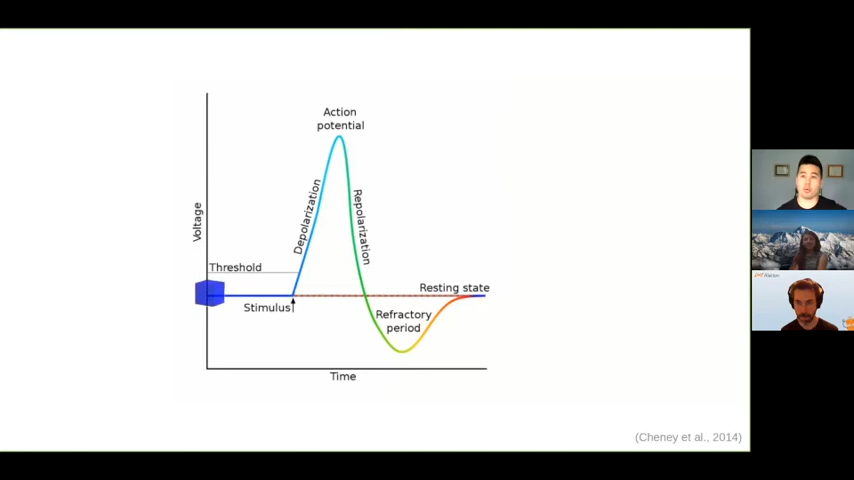 Action
potential
Depolarization
Repolarization
Voltage
Threshold
Resting state
Stimulus
Refractory
period
Time
(Cheney et al., 2014)